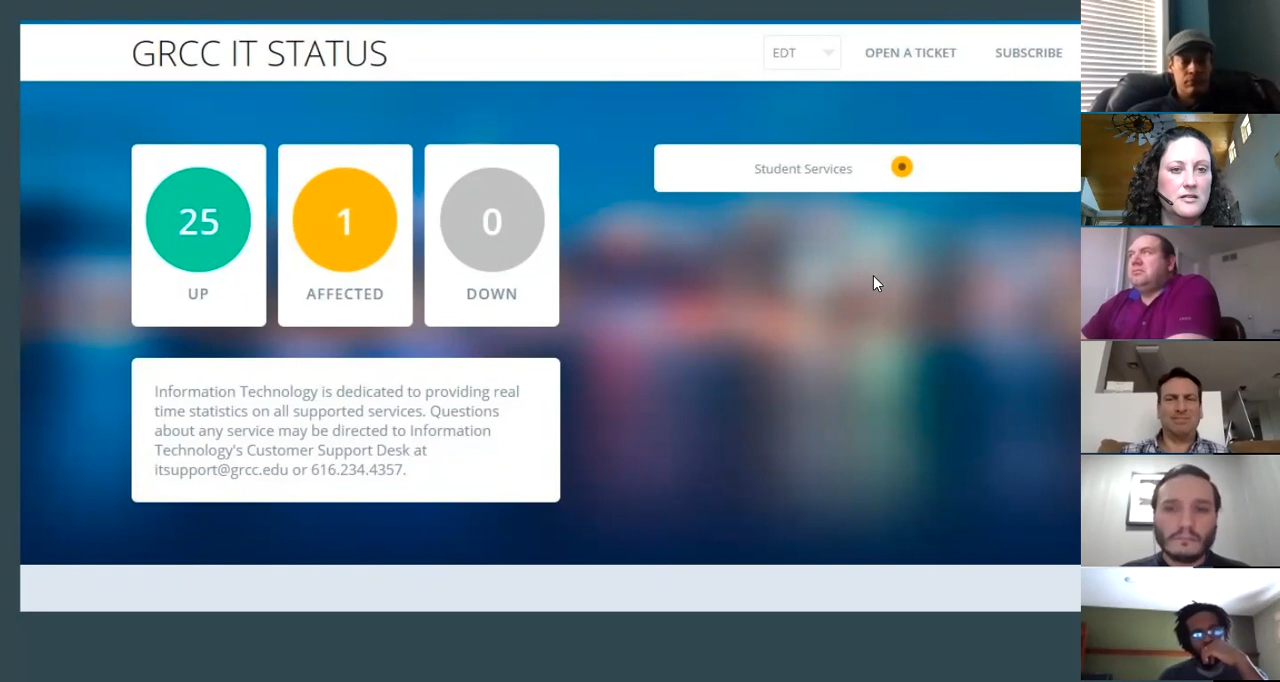 GRCC IT STATUS
EDT
OPEN A TICKET
SUBSCRIBE
25
UP
1
AFFECTED
0
DOWN
Student Services
Information Technology is dedicated to providing real
time statistics on all supported services. Questions
about any service may be directed to Information
Technology's Customer Support Desk at
itsupport@grcc.edu or 616.234.4357.